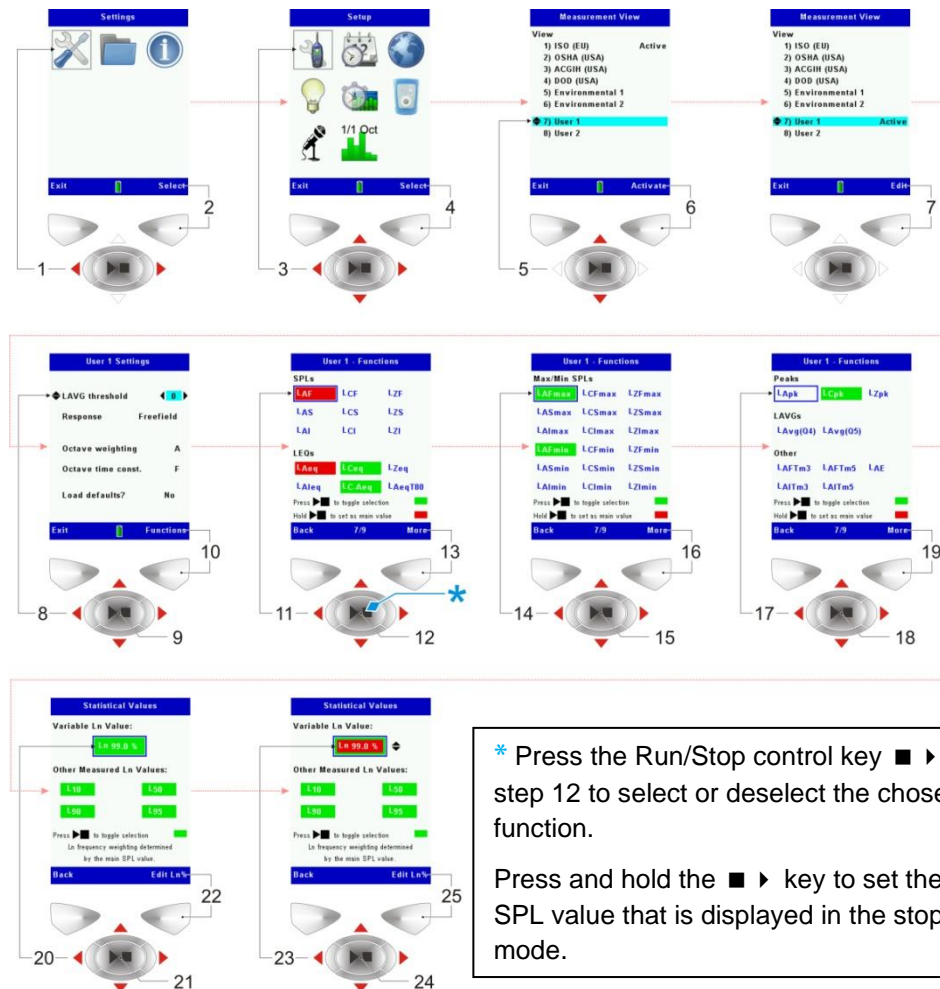 Settings
Exit Select
2
1
Setup
1/1 Oct
Exit Select
4
3
Measurement View
View
1) ISO (EU) Active
2) OSHA (USA)
3) ACGIH (USA)
4) DOD (USA)
5) Environmental 1
6) Environmental 2
7) User 1
8) User 2
Exit Activate
6
5
Measurement View
View
1) ISO (EU)
2) OSHA (USA)
3) ACGIH (USA)
4) DOD (USA)
5) Environmental 1
6) Environmental 2
7) User 1 Active
8) User 2
Exit Edit
7
User 1 Settings
LAVG threshold 0
Response Freefield
Octave weighting A
Octave time const. F
Load defaults? No
Exit Functions
10
8
9
User 1 - Functions
SPLs
LAF LCF LZF
LAS LCS LZS
LAI LCI LZI
LEQs
LAeq LCeq LZeq
LAIeq LC-Aeq LAeqT80
Press ▶■ to toggle selection
Hold ▶■ to set as main value
Back 7/9 More
13
11
*
12
User 1 - Functions
Max/Min SPLs
LAFmax LCFmax LZFmax
LASmax LCSmax LZSmax
LAImax LCImax LZImax
LAFmin LCFmin LZFmin
LASmin LCSmin LZSmin
LAImin LCImin LZImin
Press ▶■ to toggle selection
Hold ▶■ to set as main value
Back 7/9 More
16
14
15
User 1 - Functions
Peaks
LApk LCpk LZpk
LAVGs
LAvg(Q4) LAvg(Q5)
Other
LAFTm3 LAFTm5 LAE
LAITm3 LAITm5
Press ▶■ to toggle selection
Hold ▶■ to set as main value
Back 7/9 More
19
17
18
Statistical Values
Variable Ln Value:
Ln 99.0 %
Other Measured Ln Values:
L10 L50
L90 L95
Press ▶■ to toggle selection
Ln frequency weighting determined
by the main SPL value.
Back Edit Ln%
22
20
21
Statistical Values
Variable Ln Value:
Ln 99.0 %
Other Measured Ln Values:
L10 L50
L90 L95
Press ▶■ to toggle selection
Ln frequency weighting determined
by the main SPL value.
Back Edit Ln%
25
23
24
* Press the Run/Stop control key ■ ▶
step 12 to select or deselect the chose
function.
Press and hold the ■ ▶ key to set the
SPL value that is displayed in the stop
mode.